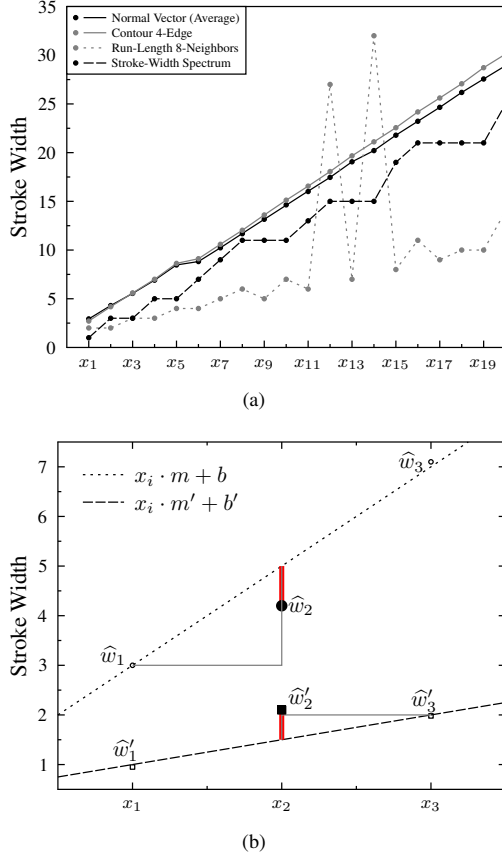 35
30
25
20
15
10
5
0
Stroke Width
Normal Vector (Average)
Contour 4-Edge
Run-Length 8-Neighbors
Stroke-Width Spectrum
x₁ x₃ x₅ x₇ x₉ x₁₁ x₁₃ x₁₅ x₁₇ x₁₉
(a)
7
6
5
4
3
2
1
Stroke Width
xᵢ · m + b
xᵢ · m′ + b′
ŵ₃
ŵ₂
ŵ₁
ŵ′₂
ŵ′₃
ŵ′₁
x₁ x₂ x₃
(b)